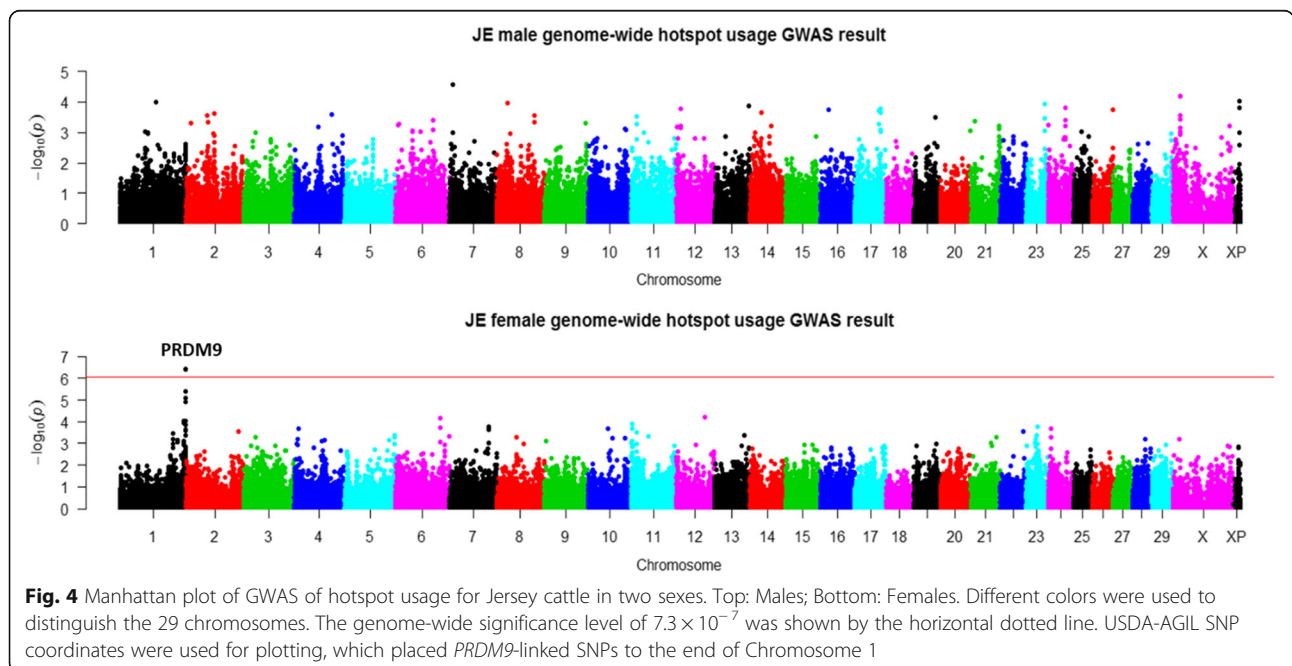 JE male genome-wide hotspot usage GWAS result
5
4
3
2
1
0
−log₁₀(p)
1 2 3 4 5 6 7 8 9 10 11 12 13 14 15 16 17 18 20 21 23 25 27 29 X XP
Chromosome
JE female genome-wide hotspot usage GWAS result
PRDM9
7
6
5
4
3
2
1
0
−log₁₀(p)
1 2 3 4 5 6 7 8 9 10 11 12 13 14 15 16 17 18 20 21 23 25 27 29 X XP
Chromosome
Fig. 4 Manhattan plot of GWAS of hotspot usage for Jersey cattle in two sexes. Top: Males; Bottom: Females. Different colors were used to
distinguish the 29 chromosomes. The genome-wide significance level of 7.3 × 10⁻⁷ was shown by the horizontal dotted line. USDA-AGIL SNP
coordinates were used for plotting, which placed PRDM9-linked SNPs to the end of Chromosome 1